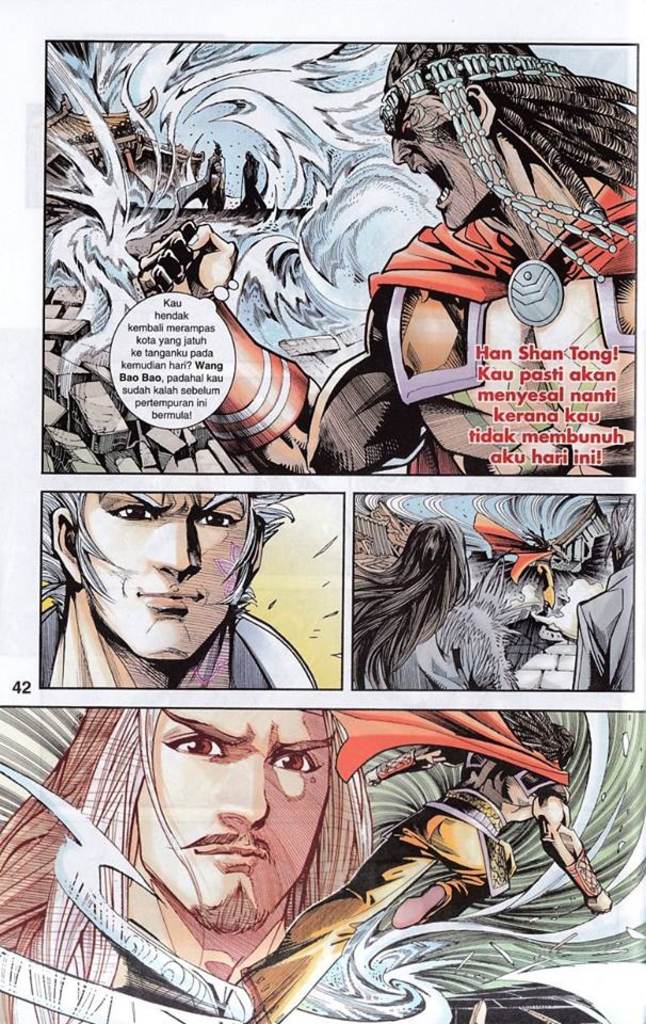 Kau
hendak
kembali merampas
kota yang jatuh
ke tanganku pada
kemudian hari? Wang
Bao Bao, padahal kau
sudah kalah sebelum
pertempuran ini
bermula!
Han Shan Tong!
Kau pasti akan
menyesal nanti
kerana kau
tidak membunuh
aku hari ini!
42